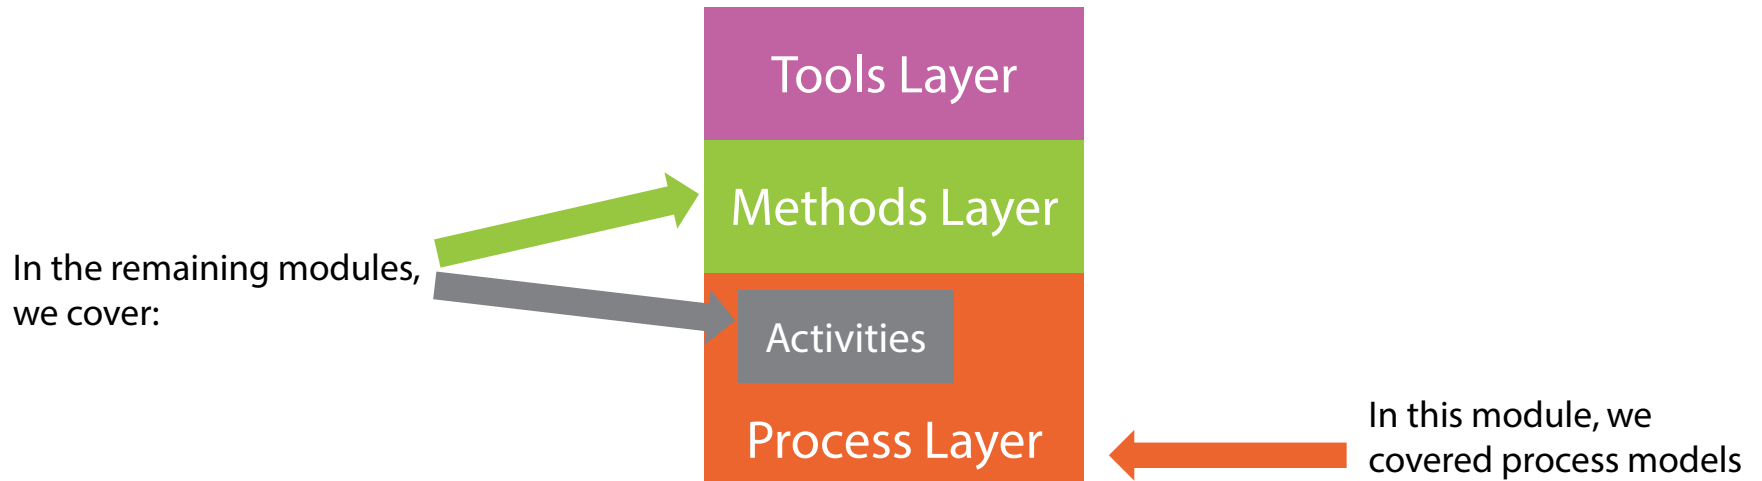 Tools Layer
Methods Layer
In the remaining modules,
we cover:
Activities
Process Layer
In this module, we
covered process models